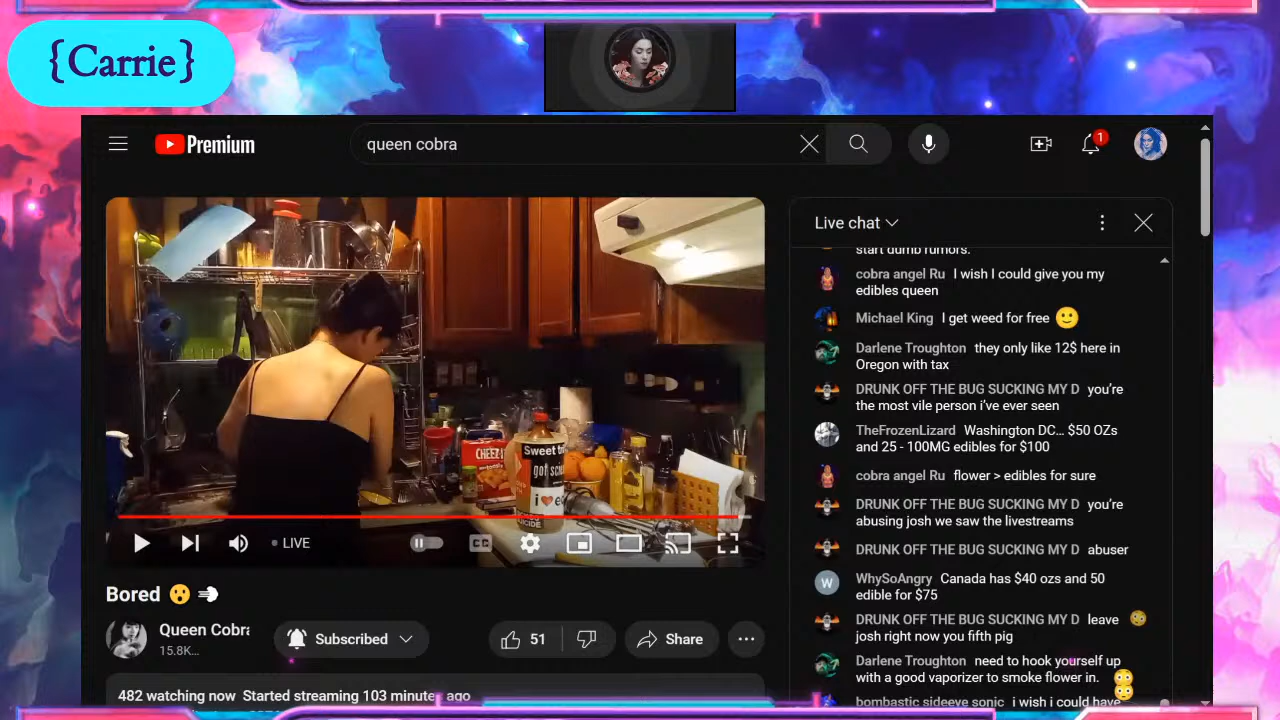 {Carrie}
Premium
queen cobra
1
Live chat
start dumb rumors.
cobra angel Ru I wish I could give you my
edibles queen
Michael King I get weed for free
Darlene Troughton they only like 12$ here in
Oregon with tax
DRUNK OFF THE BUG SUCKING MY D you're
the most vile person i've ever seen
TheFrozenLizard Washington DC... $50 OZs
and 25 - 100MG edibles for $100
cobra angel Ru flower > edibles for sure
DRUNK OFF THE BUG SUCKING MY D you're
abusing josh we saw the livestreams
DRUNK OFF THE BUG SUCKING MY D abuser
W
WhySoAngry Canada has $40 ozs and 50
edible for $75
DRUNK OFF THE BUG SUCKING MY D leave
josh right now you fifth pig
Darlene Troughton need to hook yourself up
with a good vaporizer to smoke flower in.
bombastic sideeye sonic i wish i could have
CHEEZ
Sweet
got
i ♥
LIVE
CC
Bored
Queen Cobra
15.8K...
Subscribed
51
Share
482 watching now Started streaming 103 minutes ago